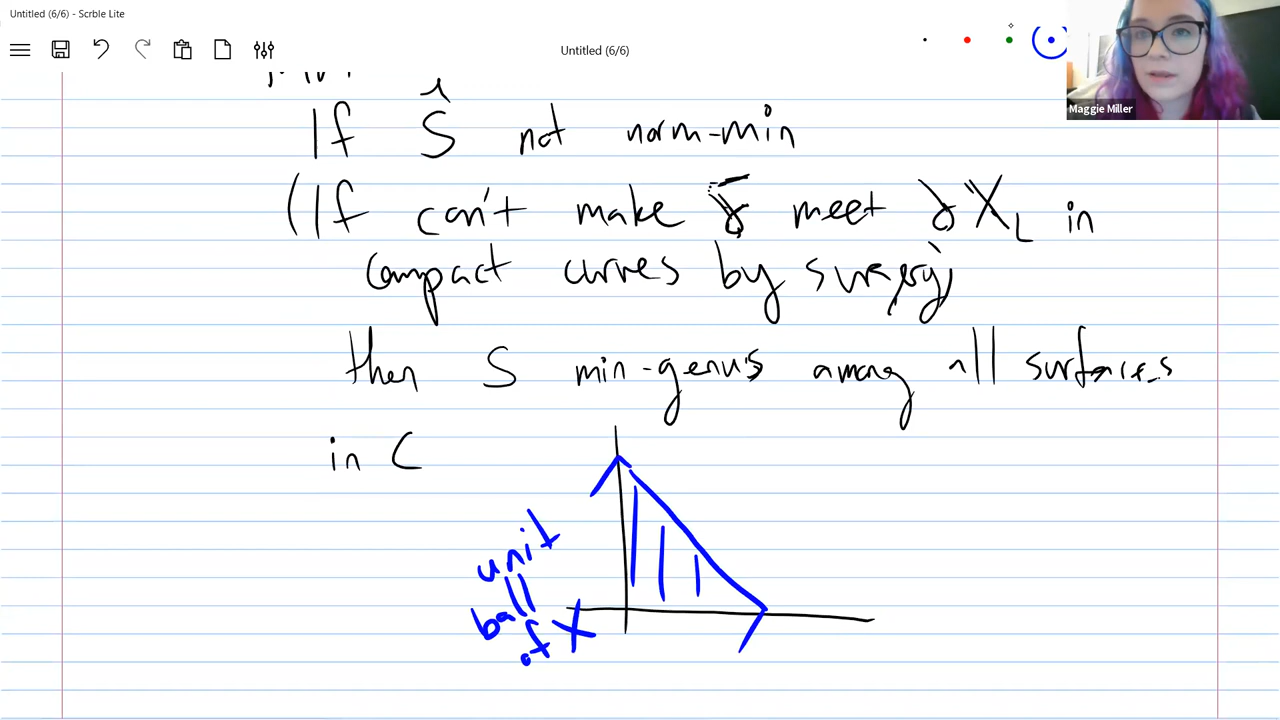 Untitled (6/6) - Scrble Lite
Untitled (6/6)
Maggie Miller
If Ŝ not norm-min
(If can't make meet ∂X_L in
compact curves by surgery)
then S min-genus among all surfaces
in C
unit
ball
of X